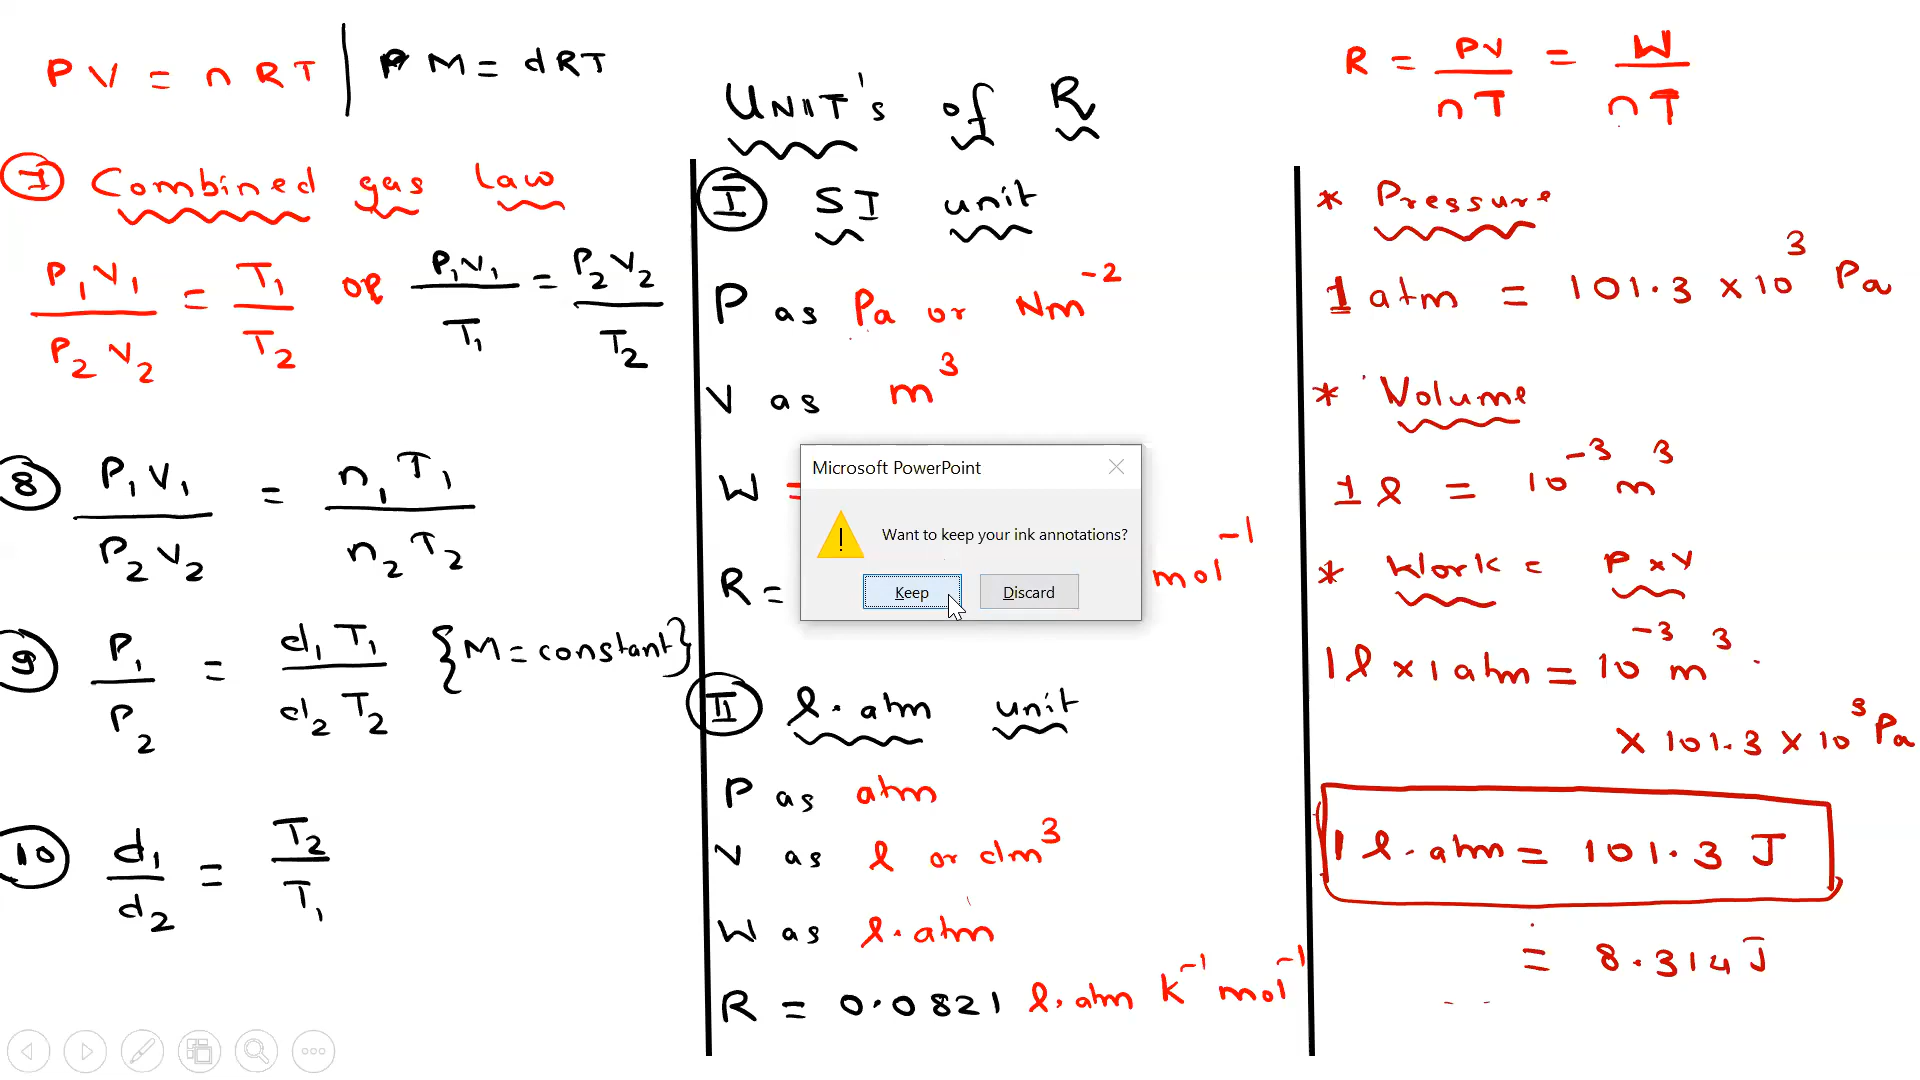 PV = nRT | PM = dRT
⑦ Combined gas law
P₁V₁/P₂V₂ = T₁/T₂ or P₁V₁/T₁ = P₂V₂/T₂
⑧ P₁V₁/P₂V₂ = n₁T₁/n₂T₂
⑨ P₁/P₂ = d₁T₁/d₂T₂ {M = constant}
⑩ d₁/d₂ = T₂/T₁
UNIT's of R
Ⓘ SI unit
P as Pa or Nm⁻²
V as m³
W =
R = mol⁻¹
Microsoft PowerPoint
Want to keep your ink annotations?
Keep
Discard
Ⅱ l.atm unit
P as atm
V as l or dm³
W as l.atm
R = 0.0821 l.atm K⁻¹ mol⁻¹
R = PV/nT = W/nT
* Pressure
1 atm = 101.3 × 10³ Pa
* Volume
1 l = 10⁻³ m³
* Work = P × V
1 l × 1 atm = 10⁻³ m³ .
× 101.3 × 10³ Pa
1 l.atm = 101.3 J
= 8.314 J